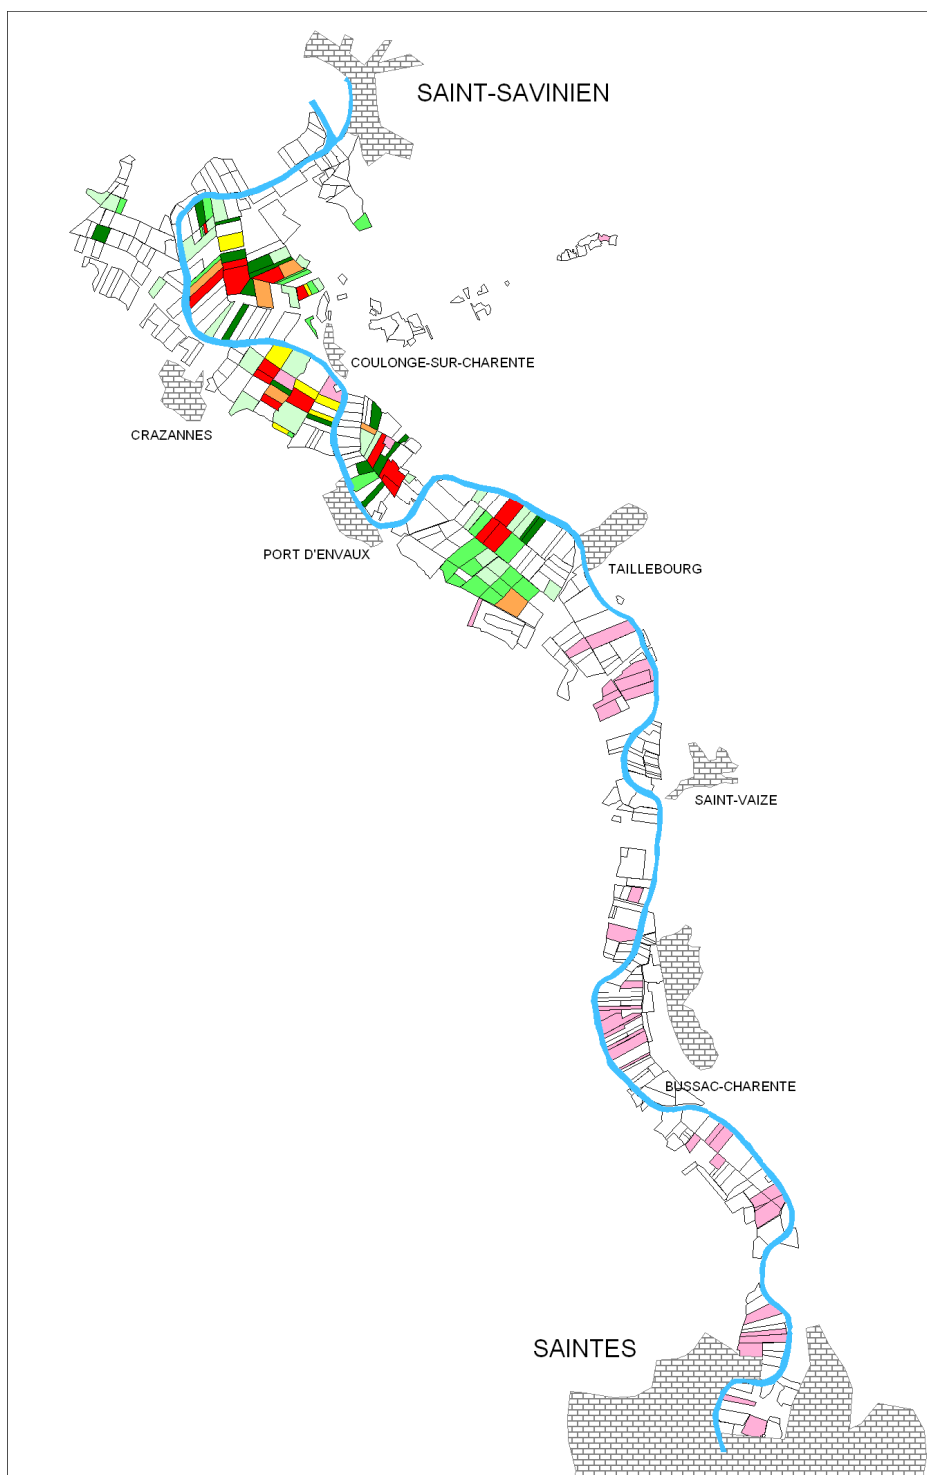 SAINT-SAVINIEN
COULONGE-SUR-CHARENTE
CRAZANNES
PORT D'ENVAUX
TAILLEBOURG
SAINT-VAIZE
BUSSAC-CHARENTE
SAINTES